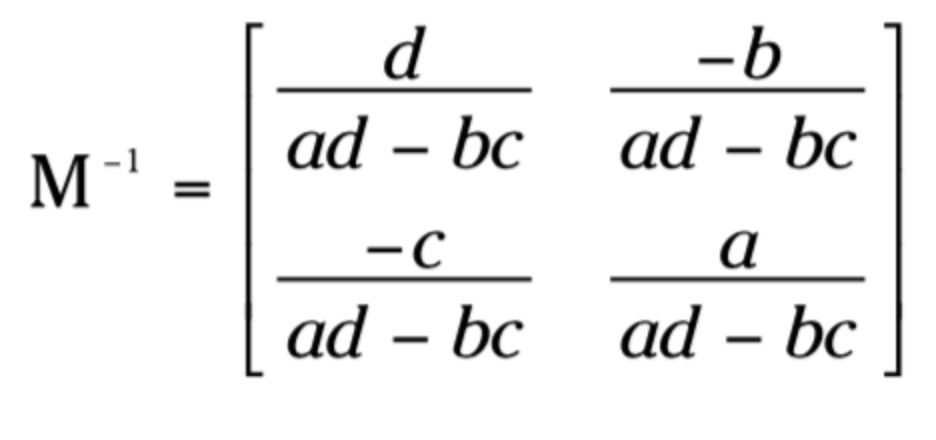 M⁻¹ = [ d/(ad − bc)   −b/(ad − bc) ]
[ −c/(ad − bc)   a/(ad − bc) ]